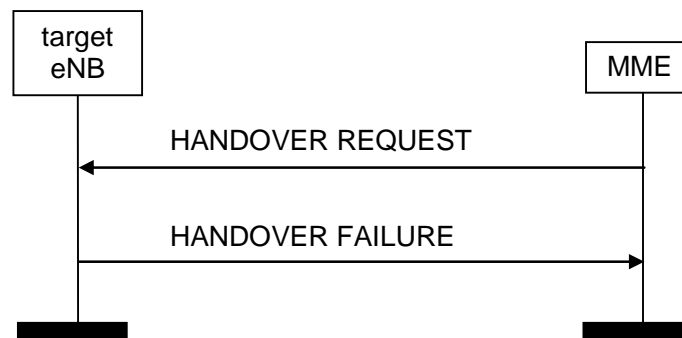 target
eNB
MME
HANDOVER REQUEST
HANDOVER FAILURE